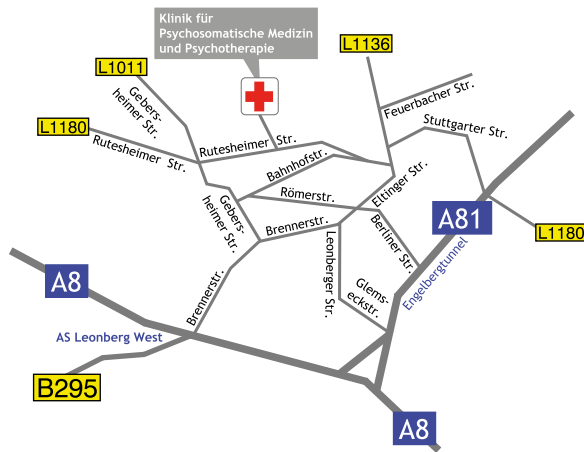 Klinik für
Psychosomatische Medizin
und Psychotherapie
L1136
L1011
Gebers-
heimer Str.
Feuerbacher Str.
L1180
Rutesheimer Str.
Rutesheimer Str.
Stuttgarter Str.
Bahnhofstr.
Eltinger Str.
Römerstr.
Gebers-
heimer Str.
Brennerstr.
Berliner Str.
A81
L1180
Leonberger Str.
Engelbergtunnel
A8
Brennerstr.
Glems-
eckstr.
AS Leonberg West
B295
A8